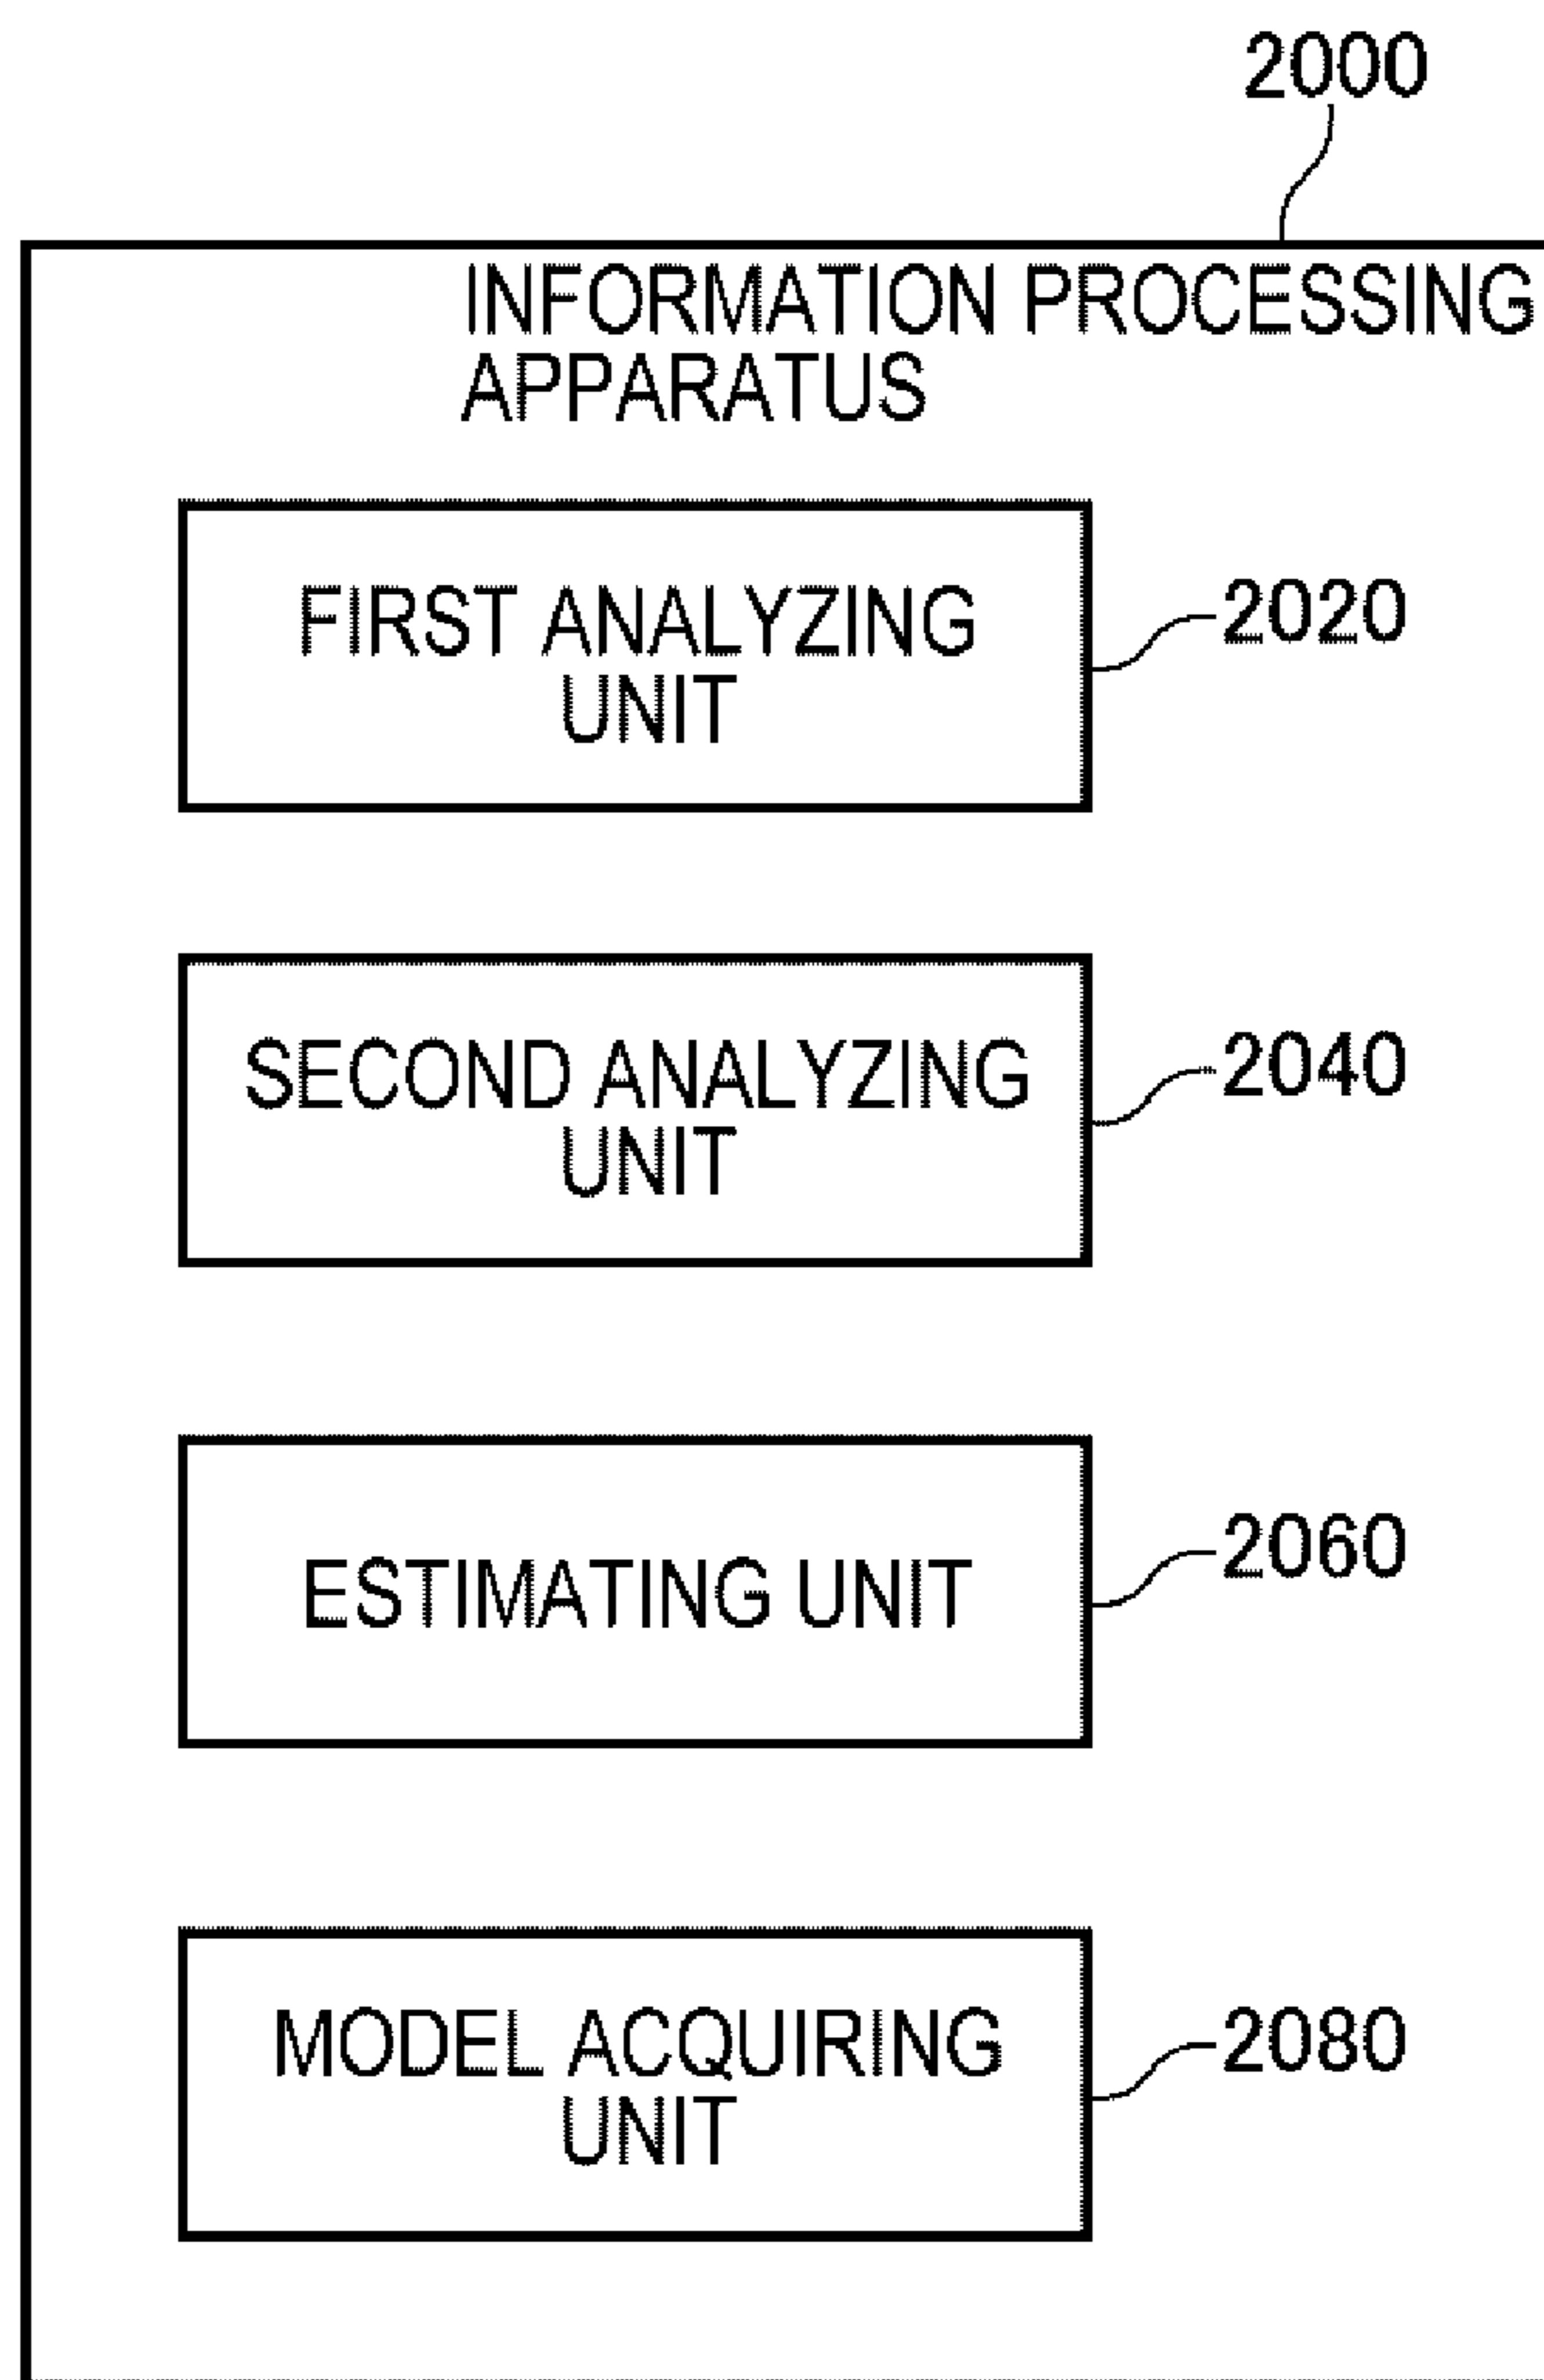 2000
INFORMATION PROCESSING
APPARATUS
FIRST ANALYZING
UNIT
2020
SECOND ANALYZING
UNIT
2040
ESTIMATING UNIT
2060
MODEL ACQUIRING
UNIT
2080